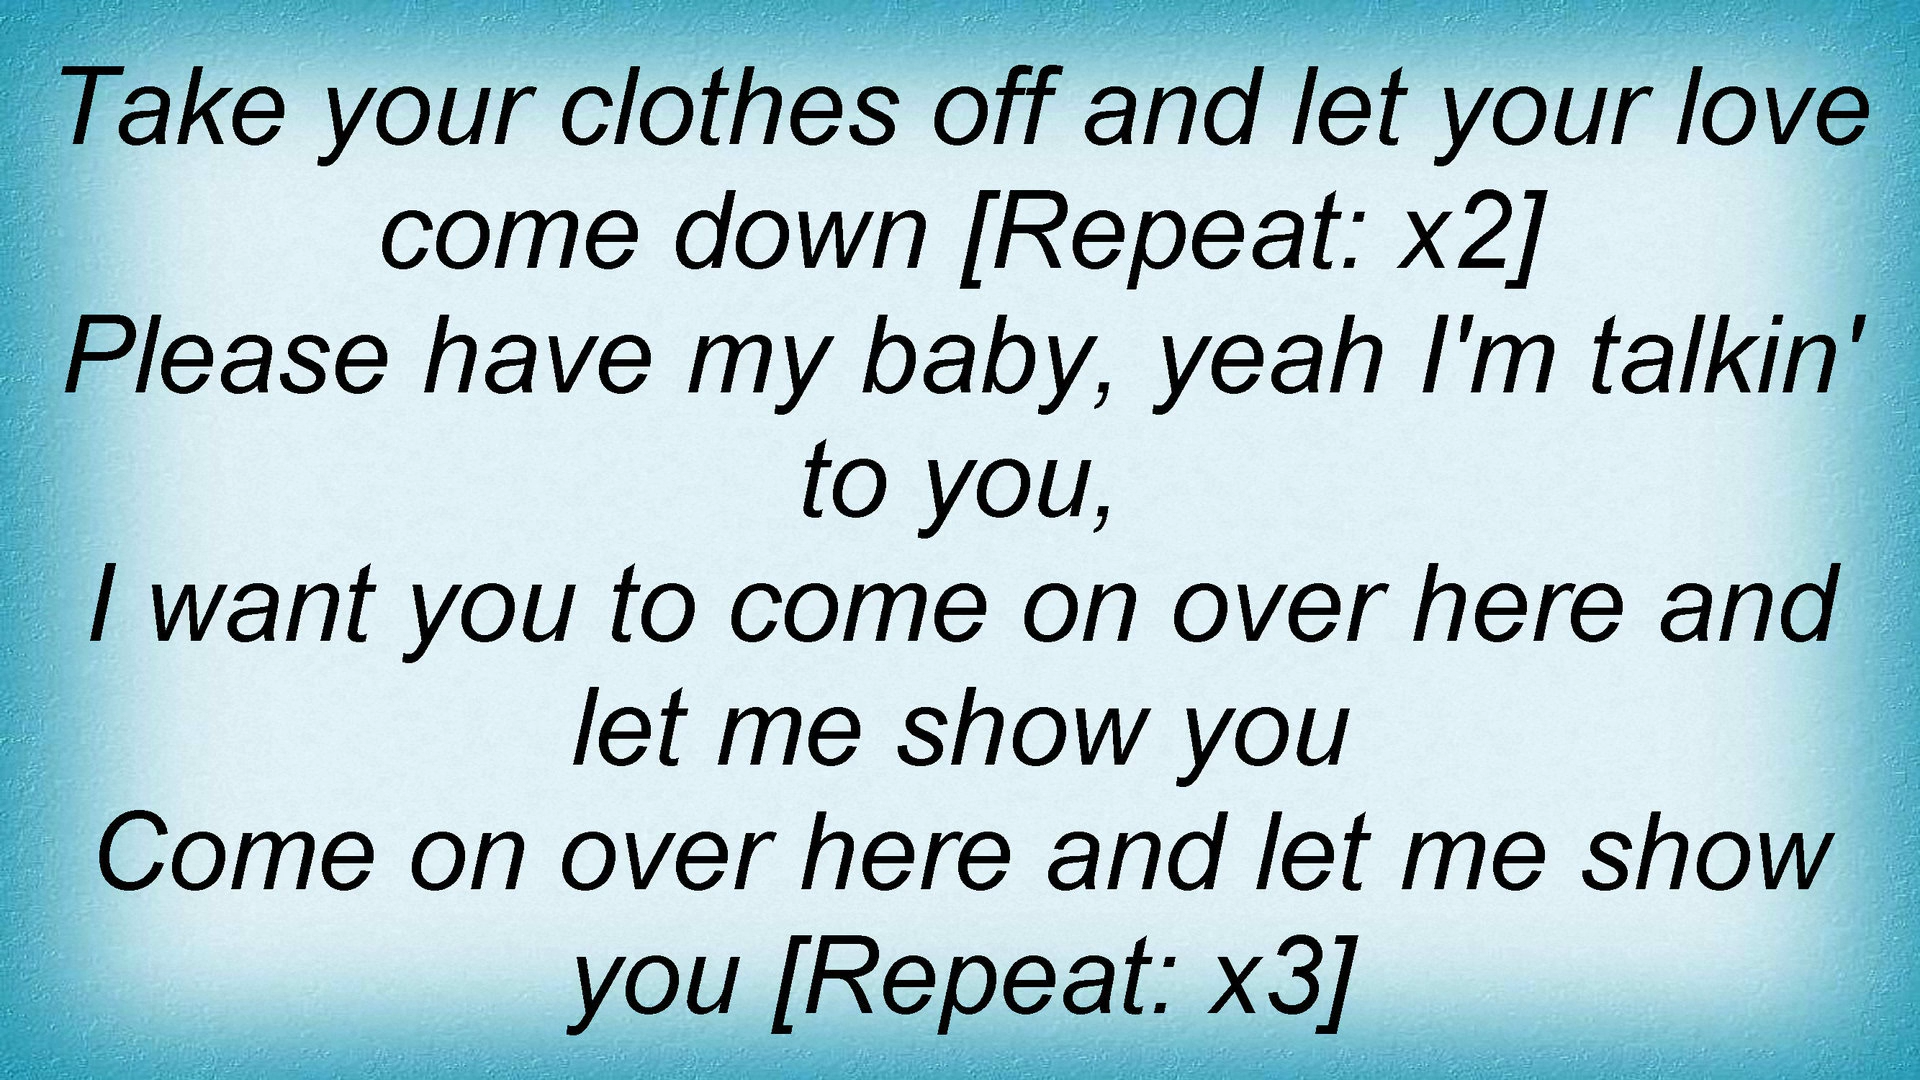 Take your clothes off and let your love
come down [Repeat: x2]
Please have my baby, yeah I'm talkin'
to you,
I want you to come on over here and
let me show you
Come on over here and let me show
you [Repeat: x3]